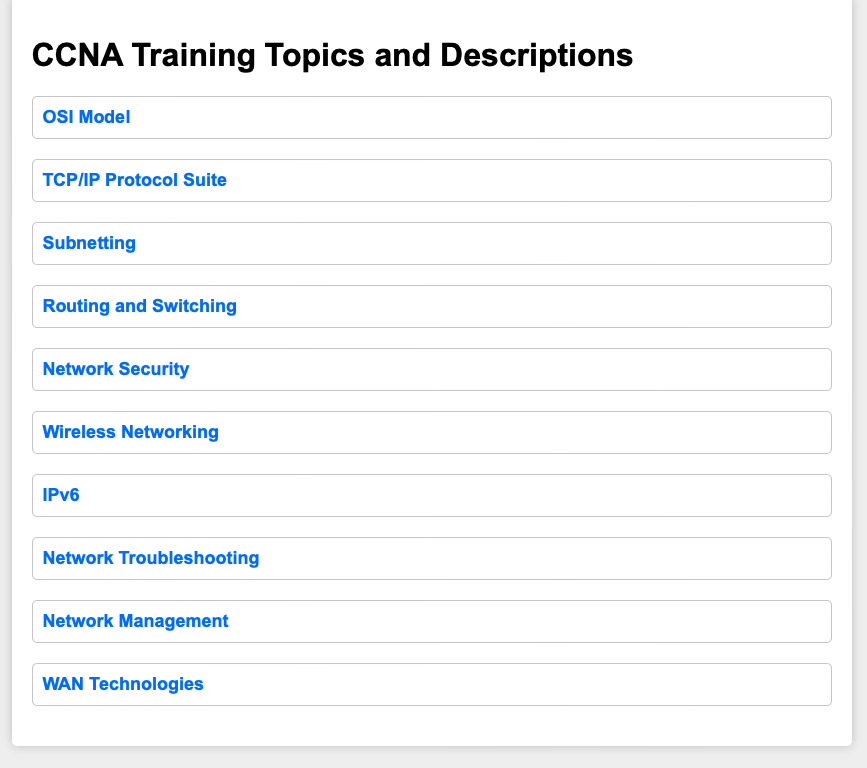 CCNA Training Topics and Descriptions
OSI Model
TCP/IP Protocol Suite
Subnetting
Routing and Switching
Network Security
Wireless Networking
IPv6
Network Troubleshooting
Network Management
WAN Technologies